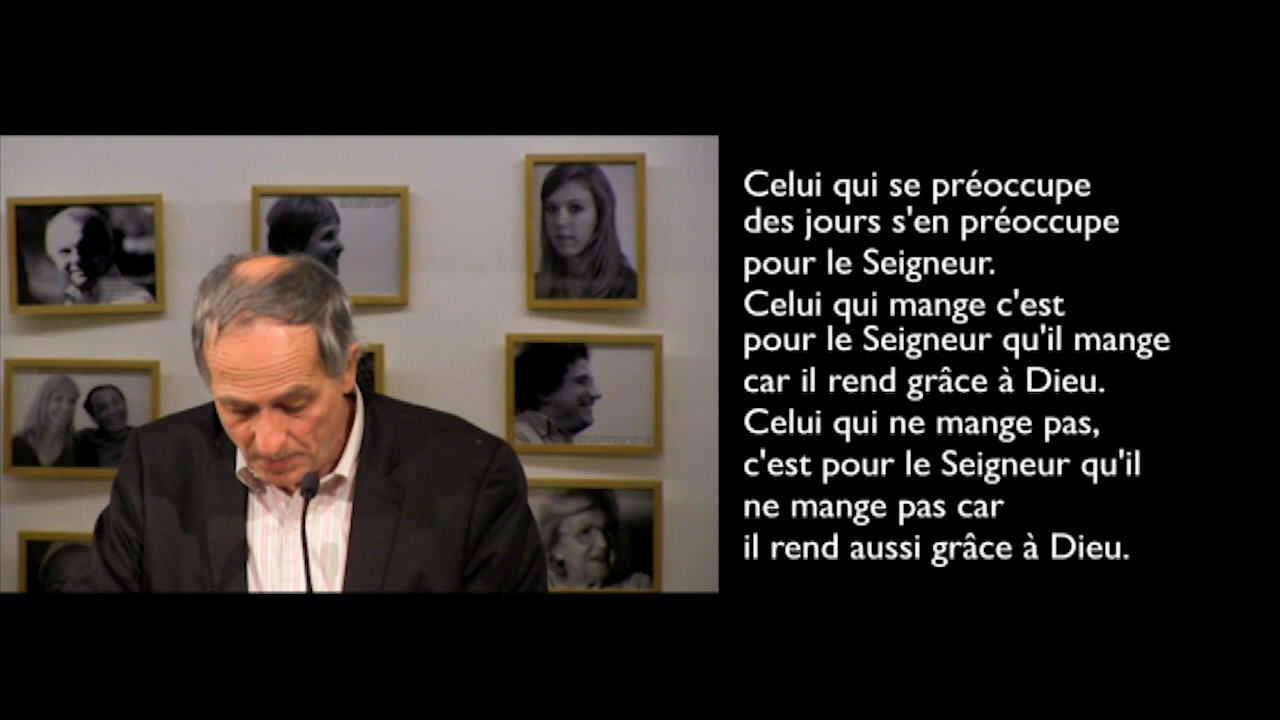 Celui qui se préoccupe
des jours s'en préoccupe
pour le Seigneur.
Celui qui mange c'est
pour le Seigneur qu'il mange
car il rend grâce à Dieu.
Celui qui ne mange pas,
c'est pour le Seigneur qu'il
ne mange pas car
il rend aussi grâce à Dieu.